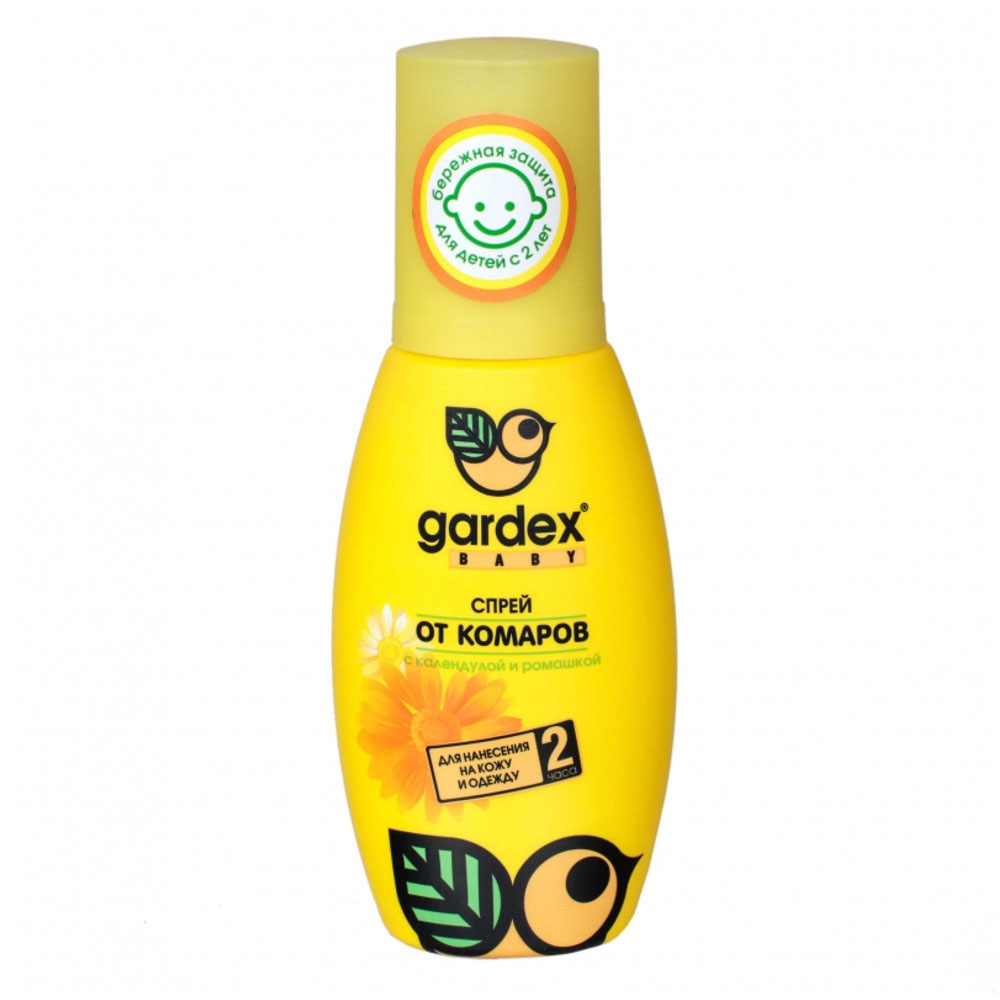 бережная защита
для детей с 2 лет
gardex®
BABY
СПРЕЙ
ОТ КОМАРОВ
с календулой и ромашкой
ДЛЯ НАНЕСЕНИЯ
НА КОЖУ
И ОДЕЖДУ
2
часа